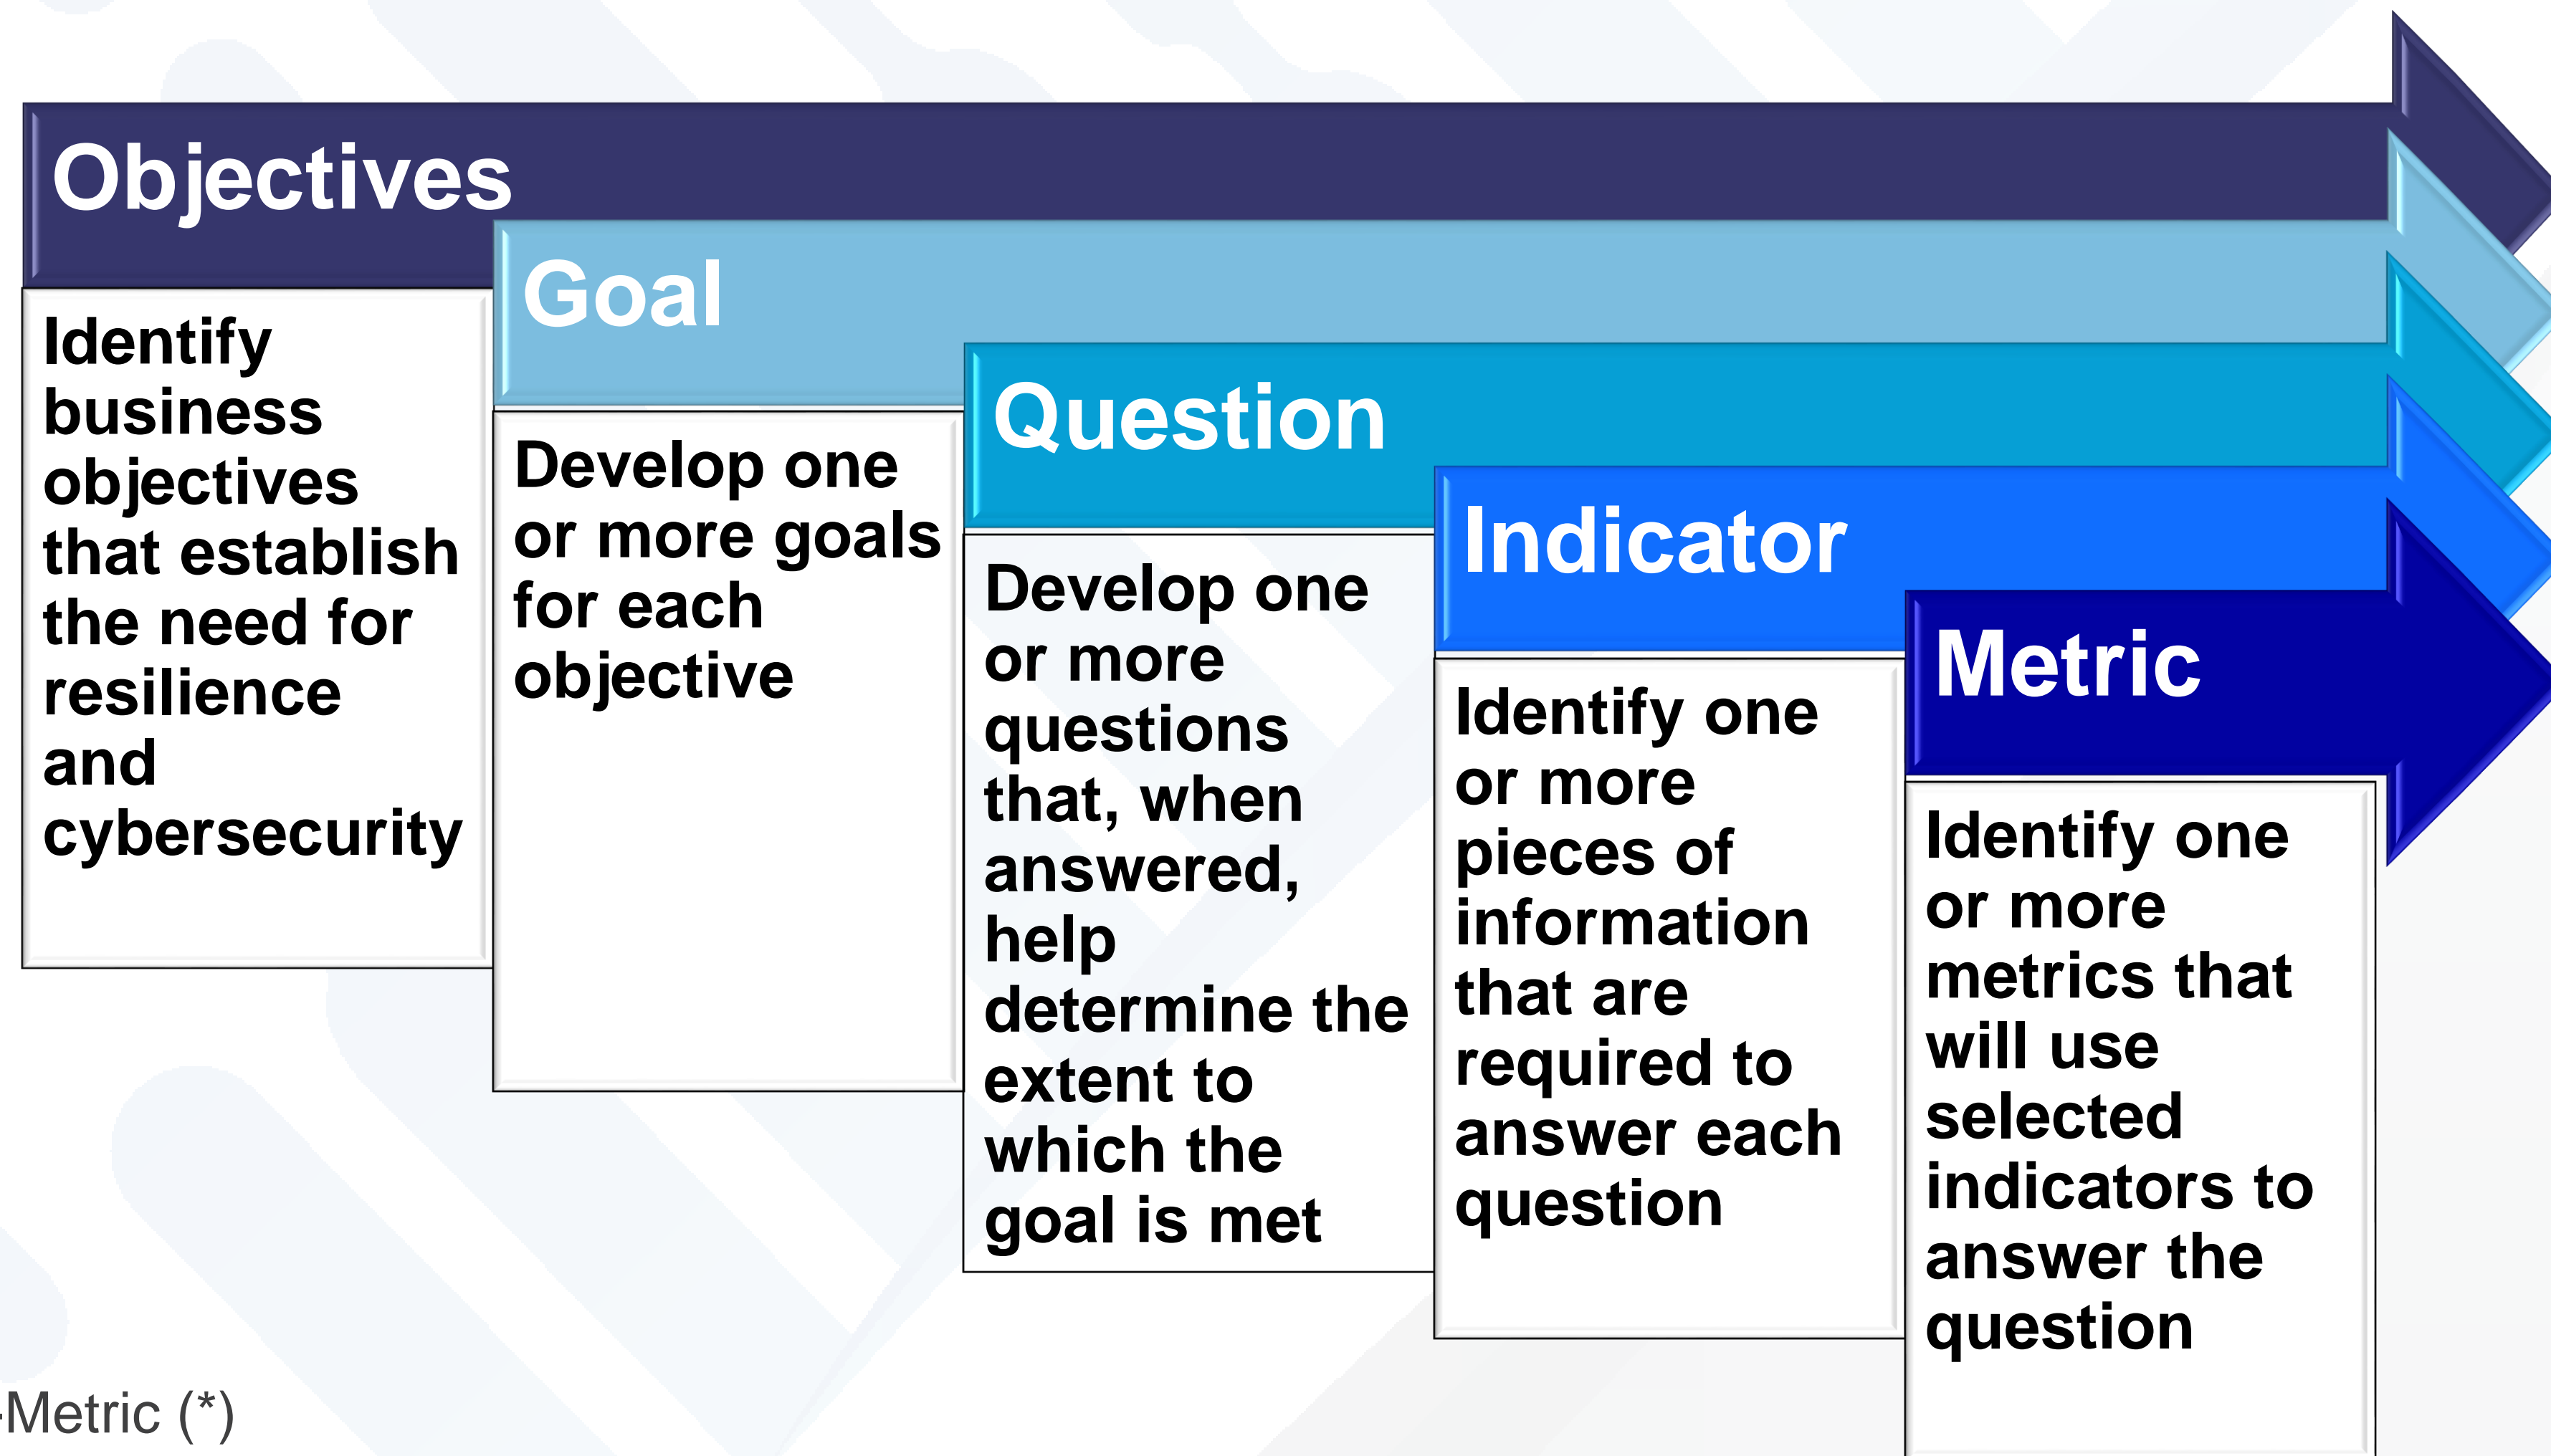 Objectives
Identify
business
objectives
that establish
the need for
resilience
and
cybersecurity
Goal
Develop one
or more goals
for each
objective
Question
Develop one
or more
questions
that, when
answered,
help
determine the
extent to
which the
goal is met
Indicator
Identify one
or more
pieces of
information
that are
required to
answer each
question
Metric
Identify one
or more
metrics that
will use
selected
indicators to
answer the
question
-Metric (*)